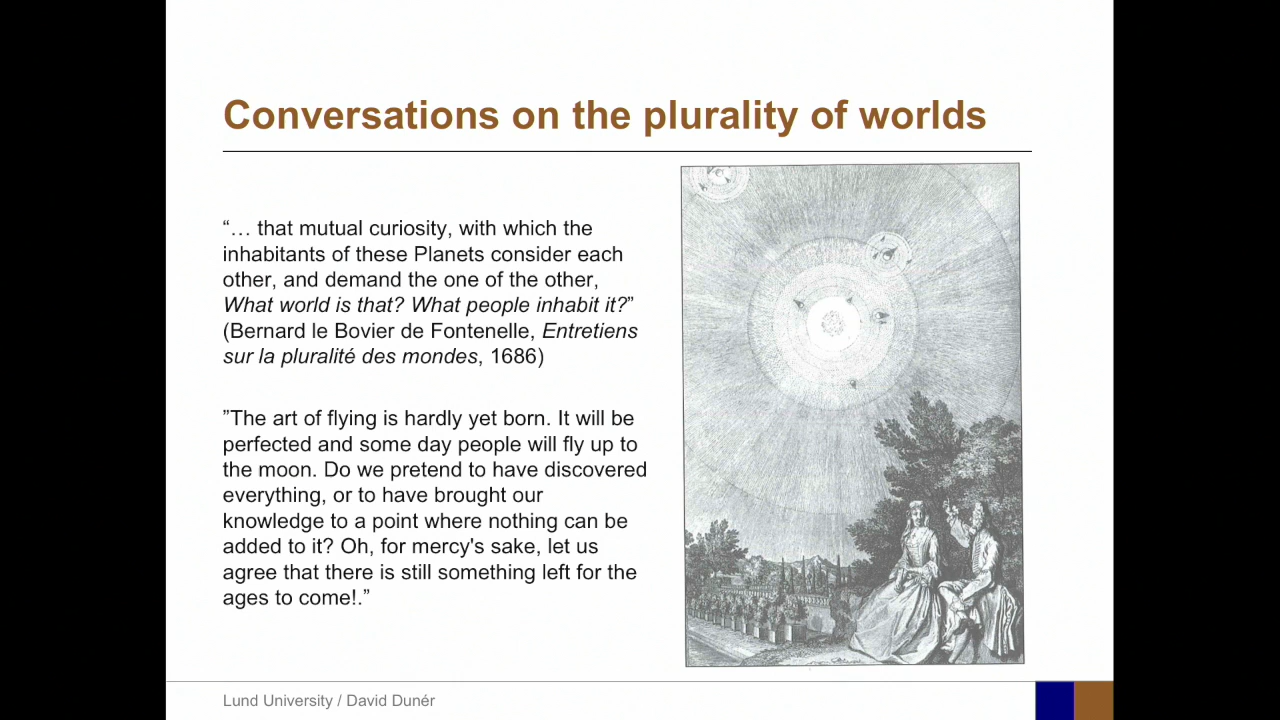 Conversations on the plurality of worlds
“… that mutual curiosity, with which the
inhabitants of these Planets consider each
other, and demand the one of the other,
What world is that? What people inhabit it?”
(Bernard le Bovier de Fontenelle, Entretiens
sur la pluralité des mondes, 1686)
”The art of flying is hardly yet born. It will be
perfected and some day people will fly up to
the moon. Do we pretend to have discovered
everything, or to have brought our
knowledge to a point where nothing can be
added to it? Oh, for mercy's sake, let us
agree that there is still something left for the
ages to come!.”
Lund University / David Dunér